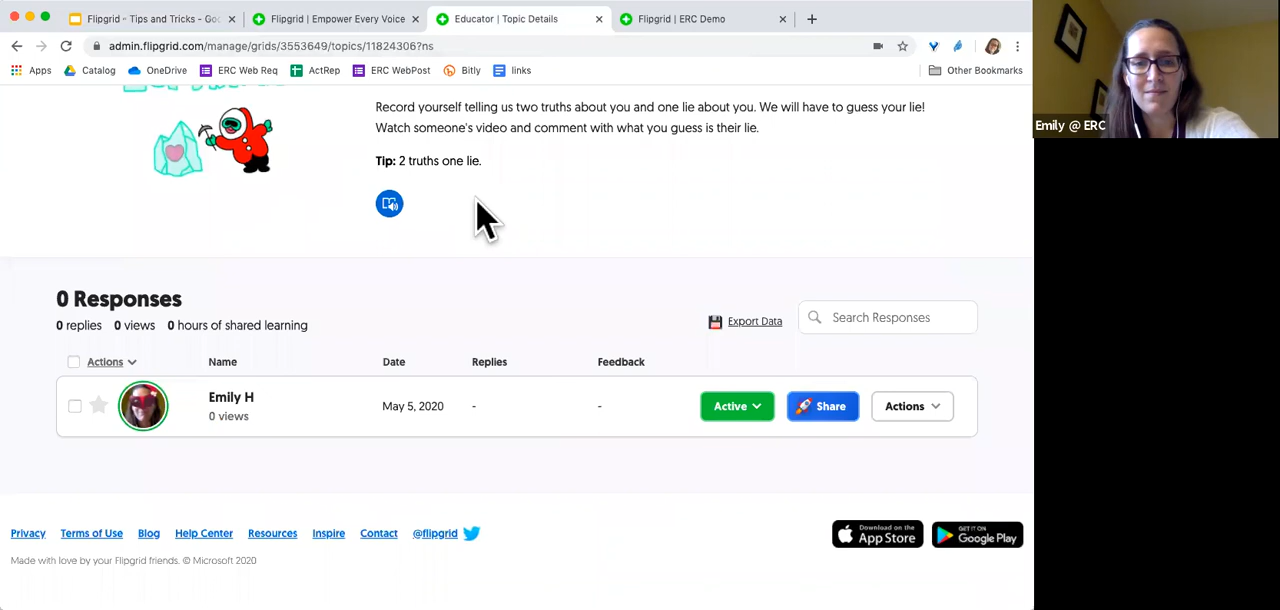 Flipgrid - Tips and Tricks - Goo
Flipgrid | Empower Every Voice
Educator | Topic Details
Flipgrid | ERC Demo
admin.flipgrid.com/manage/grids/3553649/topics/11824306?ns
Apps
Catalog
OneDrive
ERC Web Req
ActRep
ERC WebPost
Bitly
links
Other Bookmarks
Emily @ ERC
Record yourself telling us two truths about you and one lie about you. We will have to guess your lie!
Watch someone's video and comment with what you guess is their lie.
Tip: 2 truths one lie.
0 Responses
0 replies 0 views 0 hours of shared learning
Export Data
Search Responses
Actions Name Date Replies Feedback
Emily H
0 views
May 5, 2020 - - Active Share Actions
Privacy Terms of Use Blog Help Center Resources Inspire Contact @flipgrid
Download on the
App Store
GET IT ON
Google Play
Made with love by your Flipgrid friends. © Microsoft 2020